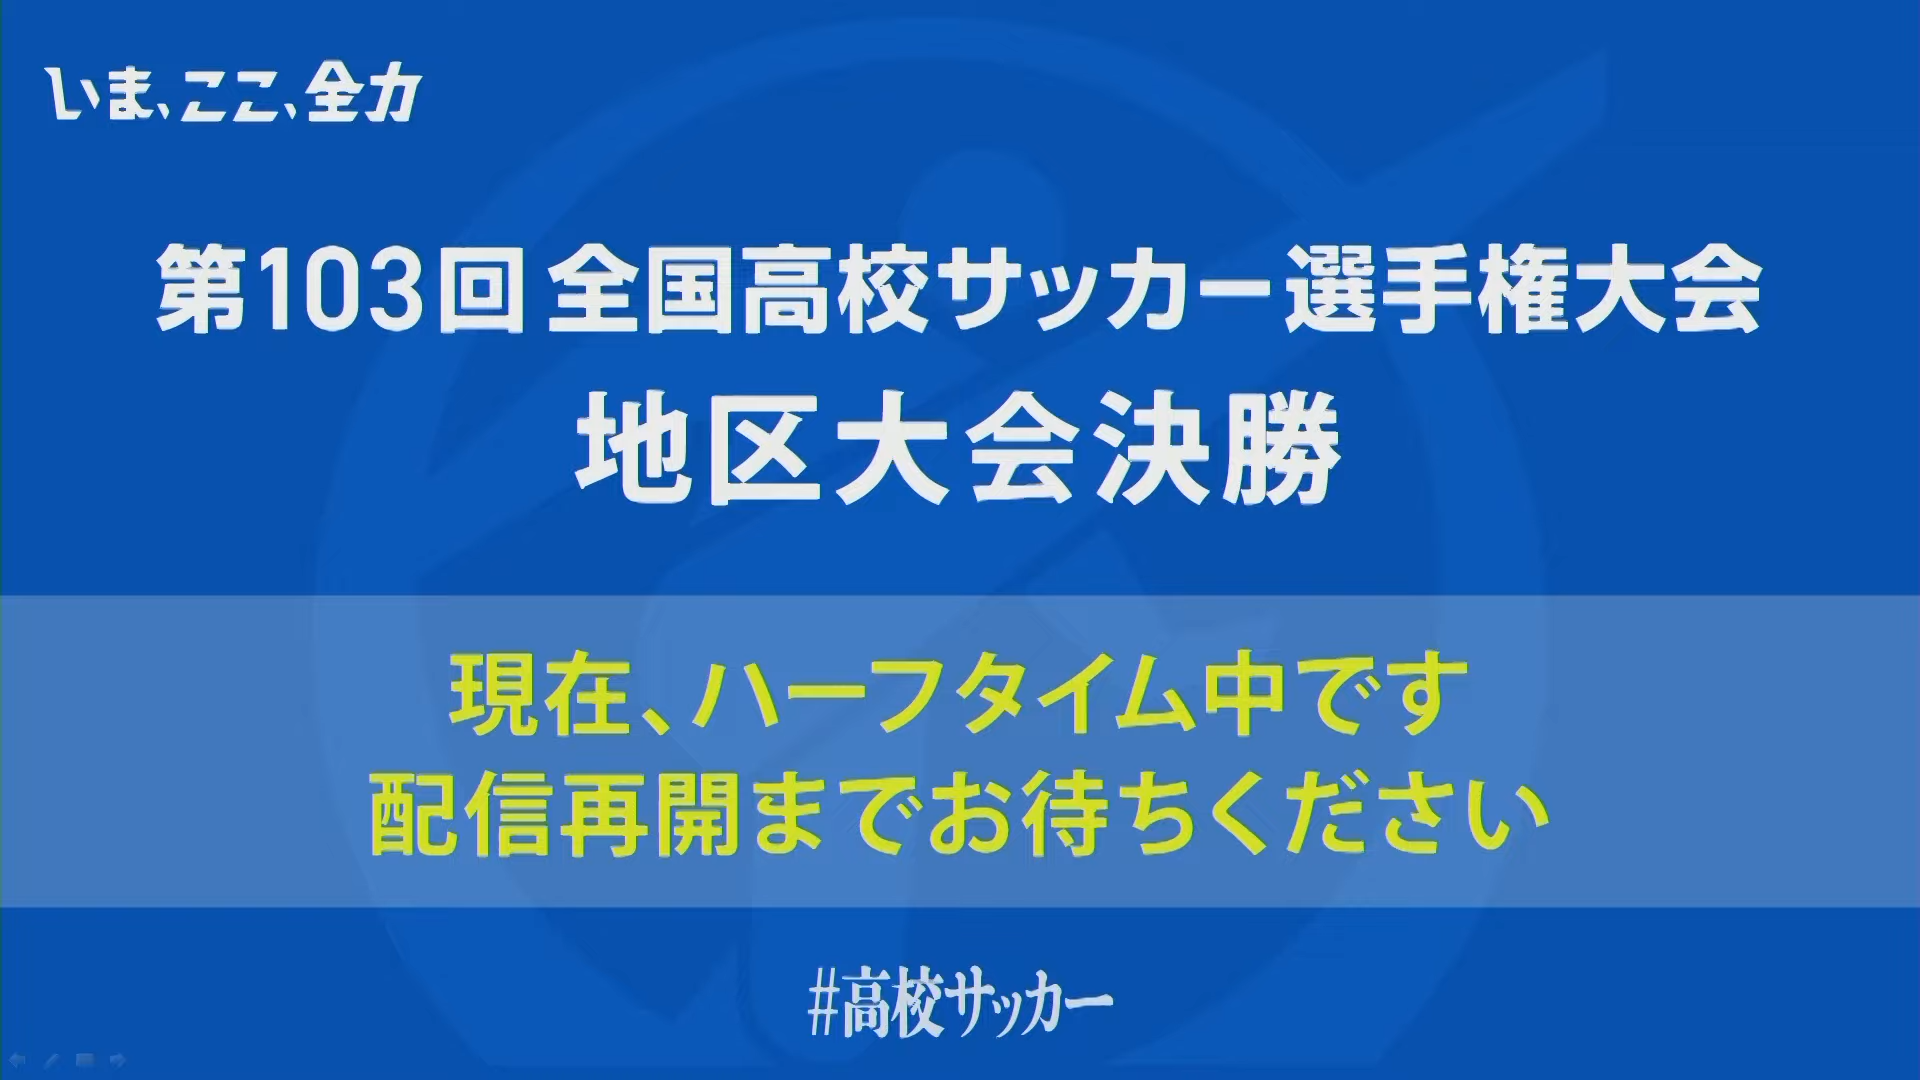 いま、ここ、全力
第103回 全国高校サッカー選手権大会
地区大会決勝
現在、ハーフタイム中です
配信再開までお待ちください
#高校サッカー